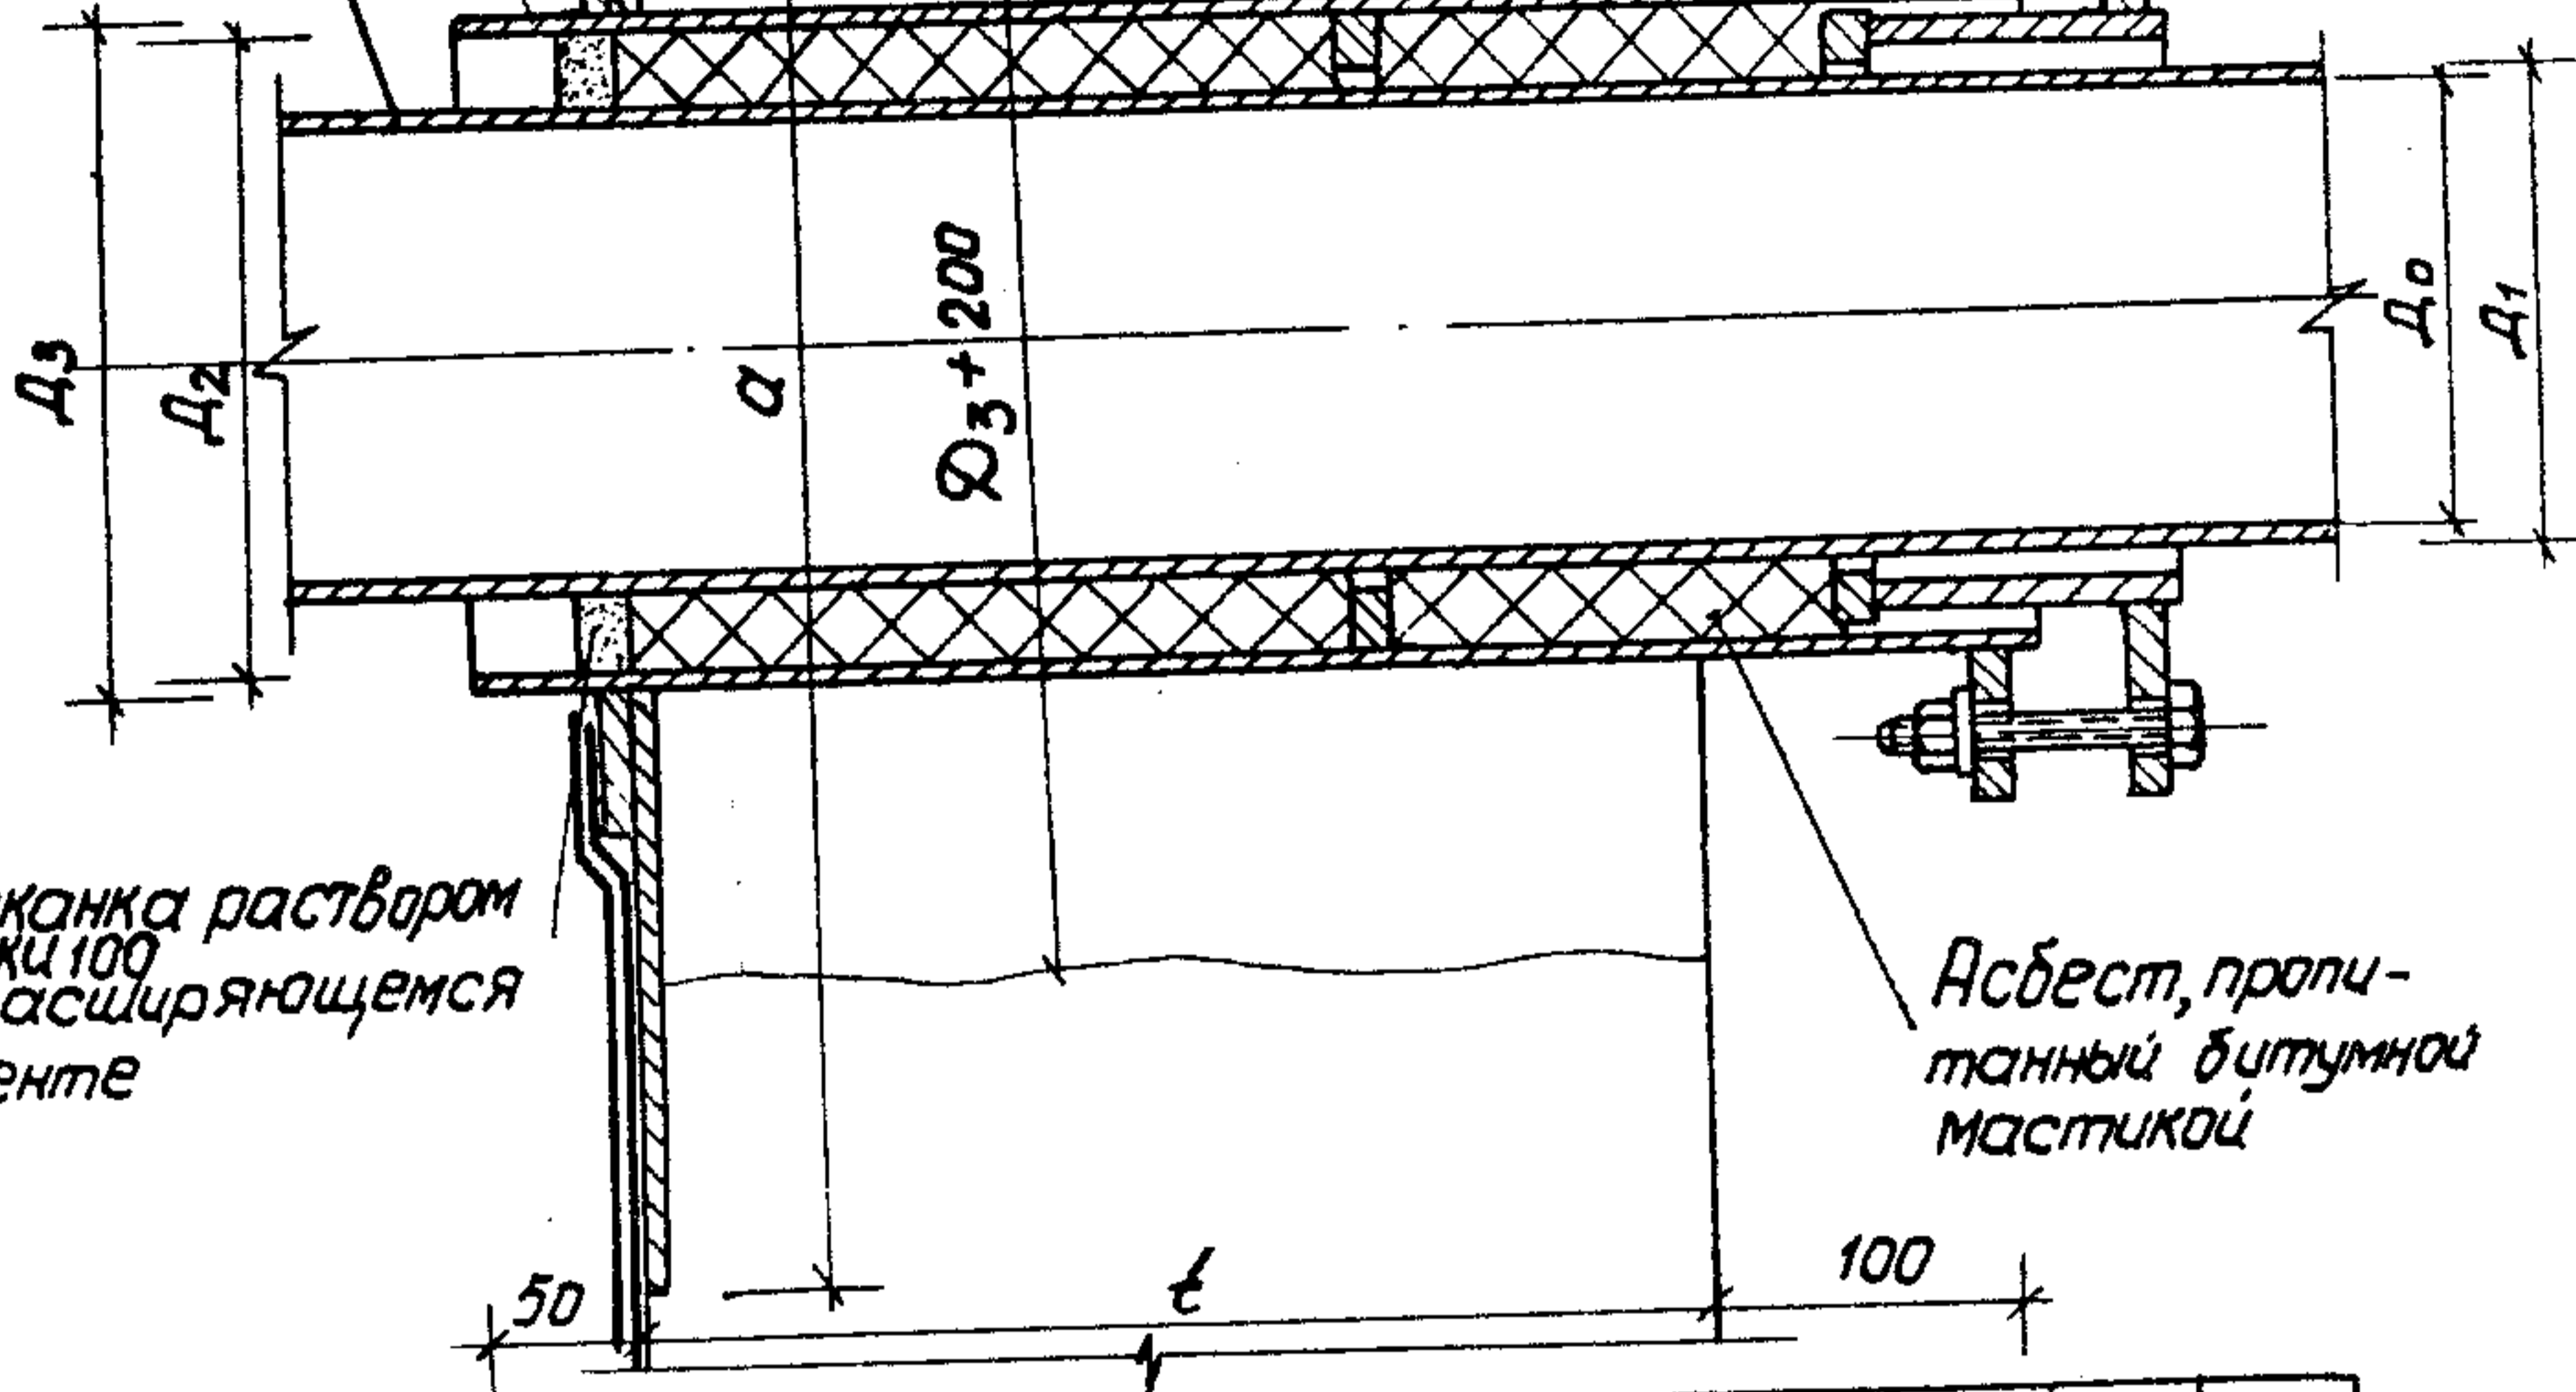 Д3
Д2
а
Д3+200
Д0
Д1
канка раствором
ки 100
асширяющемся
енте
Асбест, пропи-
танный битумной
мастикой
50
t
100